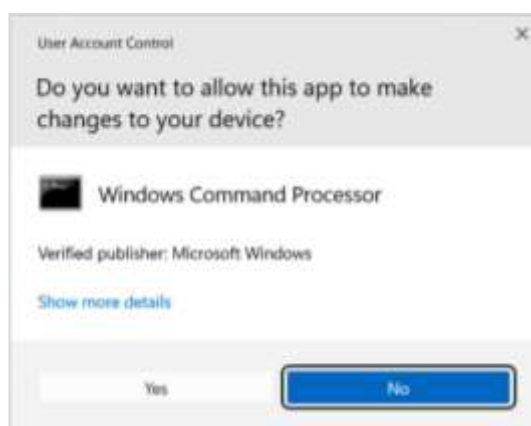 User Account Control
Do you want to allow this app to make
changes to your device?
Windows Command Processor
Verified publisher: Microsoft Windows
Show more details
Yes
No